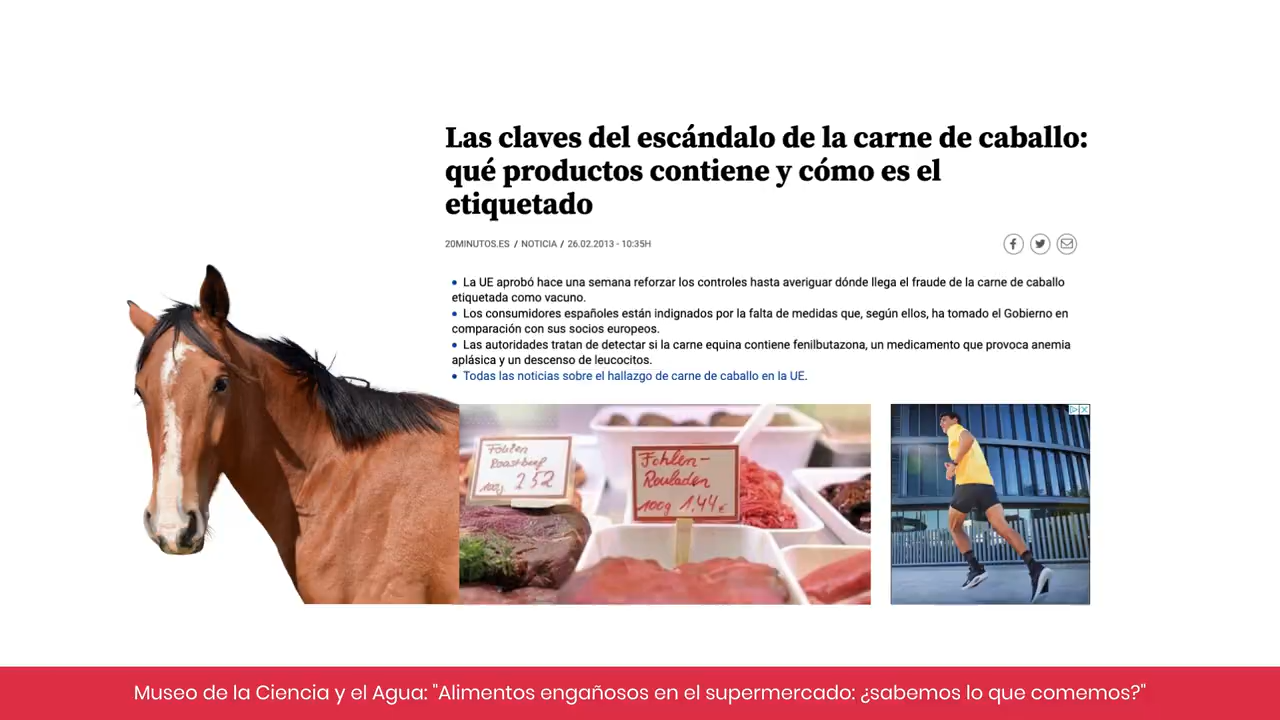 Las claves del escándalo de la carne de caballo:
qué productos contiene y cómo es el
etiquetado
20MINUTOS.ES / NOTICIA / 26.02.2013 - 10:35H
La UE aprobó hace una semana reforzar los controles hasta averiguar dónde llega el fraude de la carne de caballo
etiquetada como vacuno.
Los consumidores españoles están indignados por la falta de medidas que, según ellos, ha tomado el Gobierno en
comparación con sus socios europeos.
Las autoridades tratan de detectar si la carne equina contiene fenilbutazona, un medicamento que provoca anemia
aplásica y un descenso de leucocitos.
Todas las noticias sobre el hallazgo de carne de caballo en la UE.
Fohlen
Roastbeef
100g 2 52
Fohlen-
Rouladen
100g 1,44 €
Museo de la Ciencia y el Agua: "Alimentos engañosos en el supermercado: ¿sabemos lo que comemos?"